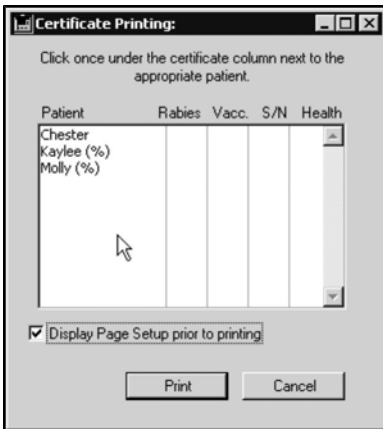 Certificate Printing:
Click once under the certificate column next to the
appropriate patient.
Patient Rabies Vacc. S/N Health
Chester
Kaylee (%)
Molly (%)
Display Page Setup prior to printing
Print Cancel